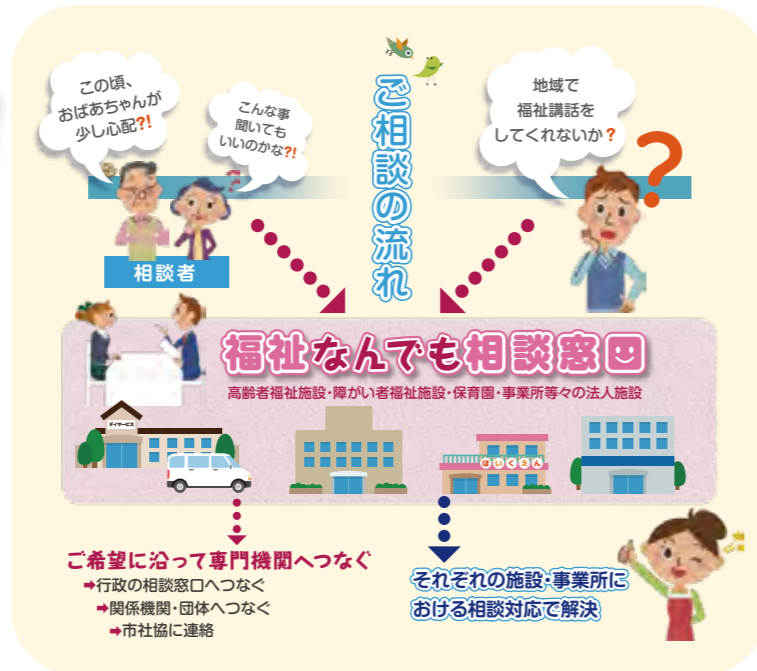 ご相談の流れ
この頃、
おばあちゃんが
少し心配?!
こんな事
聞いても
いいのかな?!
地域で
福祉講話を
してくれないか?
?
相談者
福祉なんでも相談窓口
高齢者福祉施設・障がい者福祉施設・保育園・事業所等々の法人施設
デイサービス
ほいくえん
ご希望に沿って専門機関へつなぐ
➡行政の相談窓口へつなぐ
➡関係機関・団体へつなぐ
➡市社協に連絡
それぞれの施設・事業所に
おける相談対応で解決